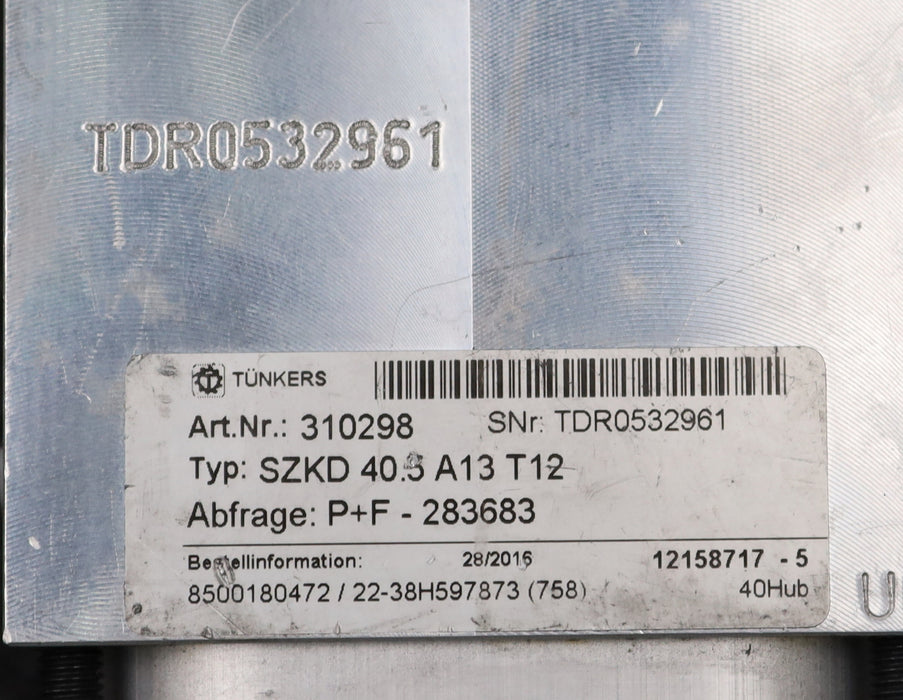 TDR0532961
TÜNKERS
Art.Nr.: 310298 SNr: TDR0532961
Typ: SZKD 40.5 A13 T12
Abfrage: P+F - 283683
Bestellinformation: 28/2016 12158717 - 5
8500180472 / 22-38H597873 (758) 40Hub